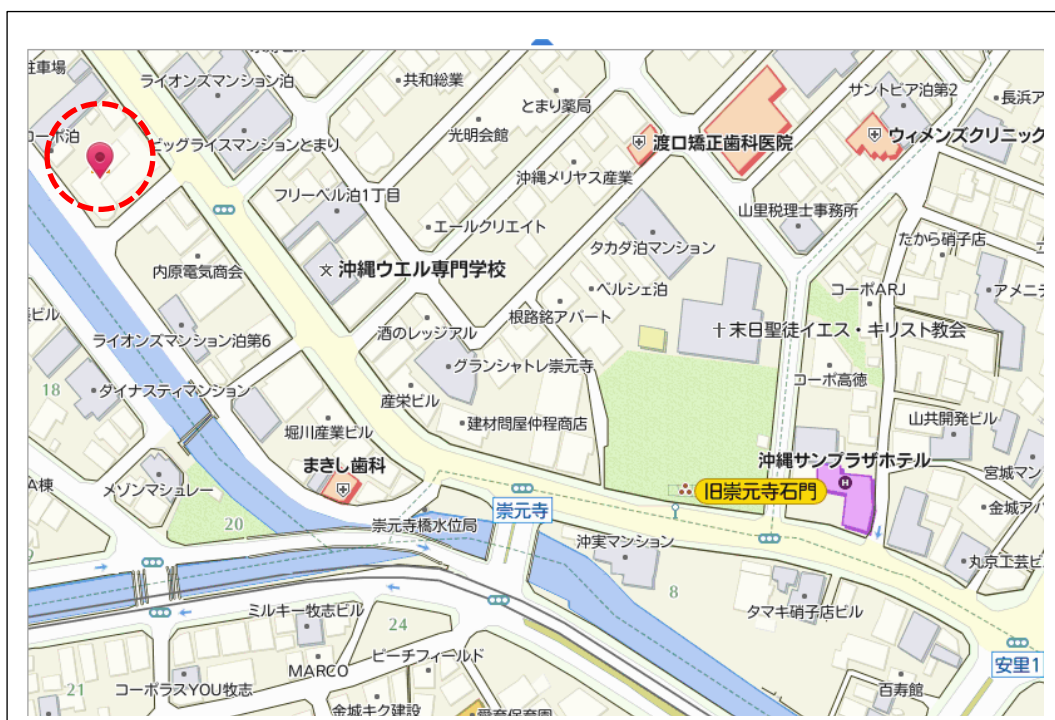 駐車場
ライオンズマンション泊
共和総業
とまり薬局
サントピア泊第2
長浜ア
コーポ泊
ビッグライスマンションとまり
光明会館
渡口矯正歯科医院
ウィメンズクリニック
フリーベル泊1丁目
沖縄メリヤス産業
山里税理士事務所
エールクリエイト
タカダ泊マンション
たから硝子店
内原電気商会
文 沖縄ウエル専門学校
ベルシェ泊
コーポARJ
アメニテ
ビル
酒のレッジアル
根路銘アパート
末日聖徒イエス・キリスト教会
ライオンズマンション泊第6
グランシャトレ崇元寺
18
ダイナスティマンション
産栄ビル
コーポ高徳
建材問屋仲程商店
山共開発ビル
堀川産業ビル
まきし歯科
沖縄サンプラザホテル
H
宮城マン
A棟
メゾンマシュレー
旧崇元寺石門
崇元寺
金城アパ
20
崇元寺橋水位局
沖実マンション
丸京工芸ビ
8
ミルキー牧志ビル
タマキ硝子店ビル
24
MARCO
ピーチフィールド
安里1
21
コーポラスYOU牧志
百寿館
金城キク建設
愛育保育園